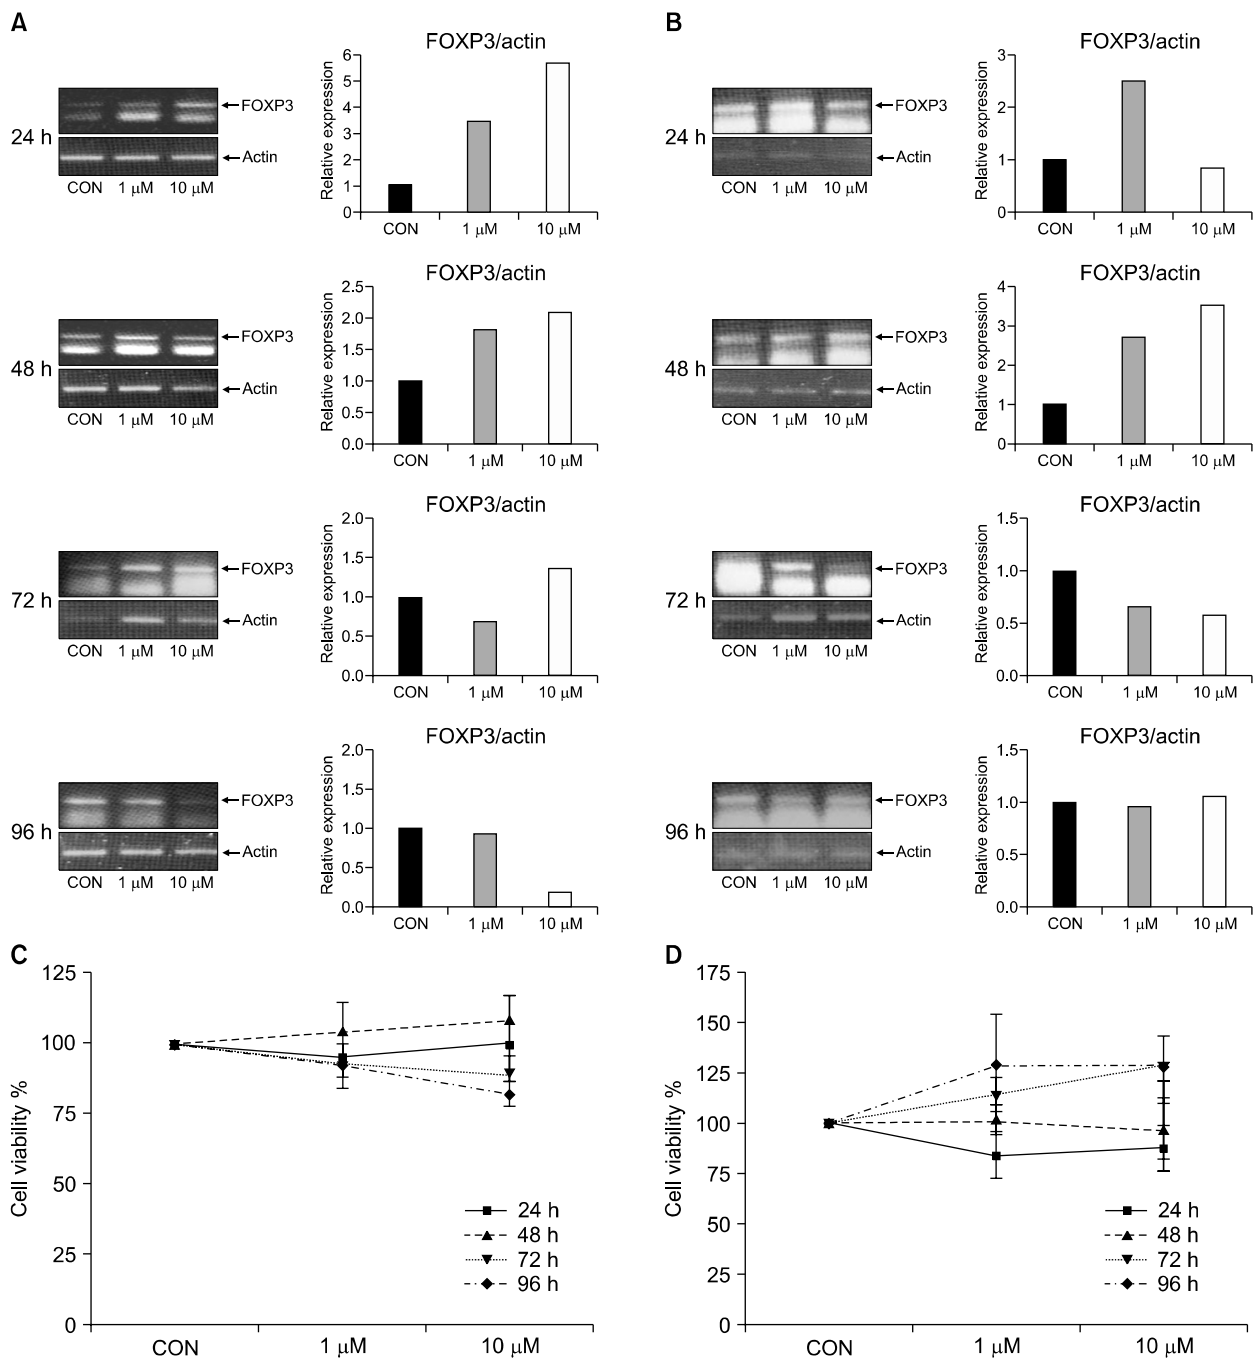 A
FOXP3/actin
24 h
FOXP3
Actin
CON 1 μM 10 μM
Relative expression
6
5
4
3
2
1
0
CON 1 μM 10 μM
FOXP3/actin
48 h
FOXP3
Actin
CON 1 μM 10 μM
Relative expression
2.5
2.0
1.5
1.0
0.5
0.0
CON 1 μM 10 μM
FOXP3/actin
72 h
FOXP3
Actin
CON 1 μM 10 μM
Relative expression
2.0
1.5
1.0
0.5
0.0
CON 1 μM 10 μM
FOXP3/actin
96 h
FOXP3
Actin
CON 1 μM 10 μM
Relative expression
2.0
1.5
1.0
0.5
0.0
CON 1 μM 10 μM
B
FOXP3/actin
24 h
FOXP3
Actin
CON 1 μM 10 μM
Relative expression
3
2
1
0
CON 1 μM 10 μM
FOXP3/actin
48 h
FOXP3
Actin
CON 1 μM 10 μM
Relative expression
4
3
2
1
0
CON 1 μM 10 μM
FOXP3/actin
72 h
FOXP3
Actin
CON 1 μM 10 μM
Relative expression
1.5
1.0
0.5
0.0
CON 1 μM 10 μM
FOXP3/actin
96 h
FOXP3
Actin
CON 1 μM 10 μM
Relative expression
1.5
1.0
0.5
0.0
CON 1 μM 10 μM
C
Cell viability %
125
100
75
50
25
0
24 h
48 h
72 h
96 h
CON 1 μM 10 μM
D
Cell viability %
175
150
125
100
75
50
25
0
24 h
48 h
72 h
96 h
CON 1 μM 10 μM